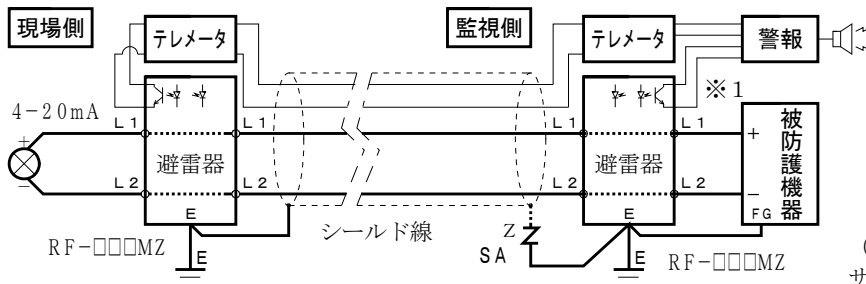 現場側
テレメータ
監視側
テレメータ
警報
※1
4-20mA
+
−
L1
L2
避雷器
E
L1
L2
シールド線
Z
SA
L1
L2
避雷器
E
L1
L2
+
−
FG
被防護機器
RF-□□□MZ
E
E
RF-□□□MZ
(
サ